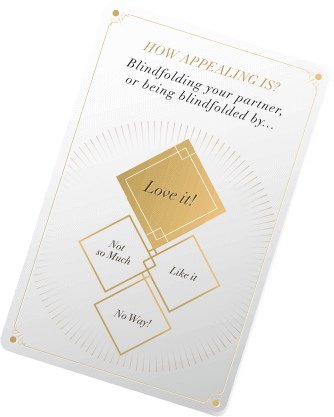 HOW APPEALING IS?
Blindfolding your partner,
or being blindfolded by...
Love it!
Not
so Much
Like it
No Way!